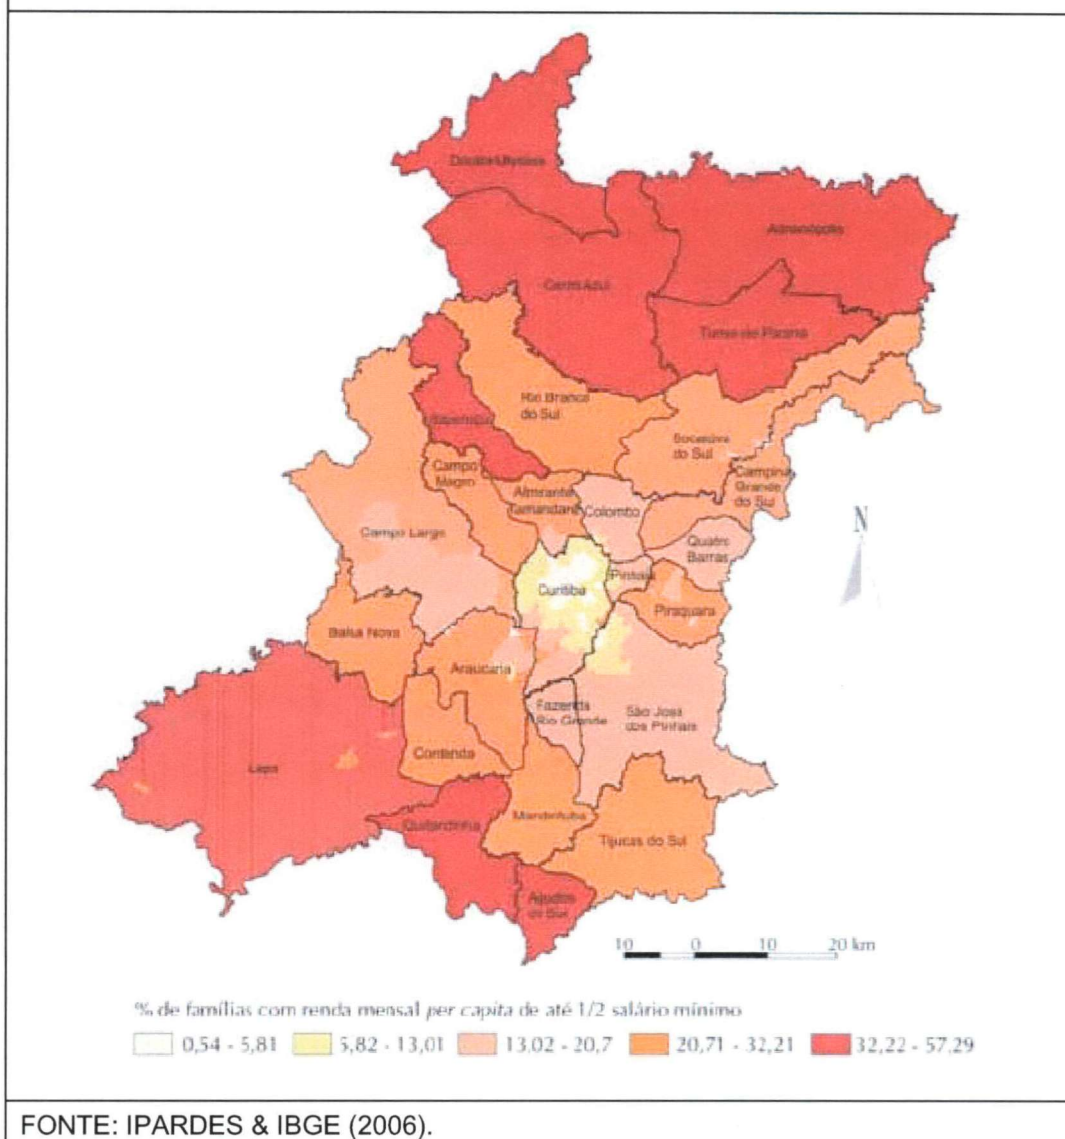 Doutor Ulysses
Adrianópolis
Cerro Azul
Tunas do Paraná
Rio Branco
do Sul
Itaperuçu
Bocaiúva
do Sul
Campo
Magro
Campina
Grande
do Sul
Almirante
Tamandaré
Colombo
Campo Largo
Quatro
Barras
N
Pinhais
Curitiba
Piraquara
Balsa Nova
Araucária
Fazenda
Rio Grande
São José
dos Pinhais
Contenda
Lapa
Mandirituba
Quitandinha
Tijucas do Sul
Agudos
do Sul
10 0 10 20 km
% de famílias com renda mensal per capita de até 1/2 salário mínimo
0,54 - 5,81 5,82 - 13,01 13,02 - 20,7 20,71 - 32,21 32,22 - 57,29
FONTE: IPARDES & IBGE (2006).